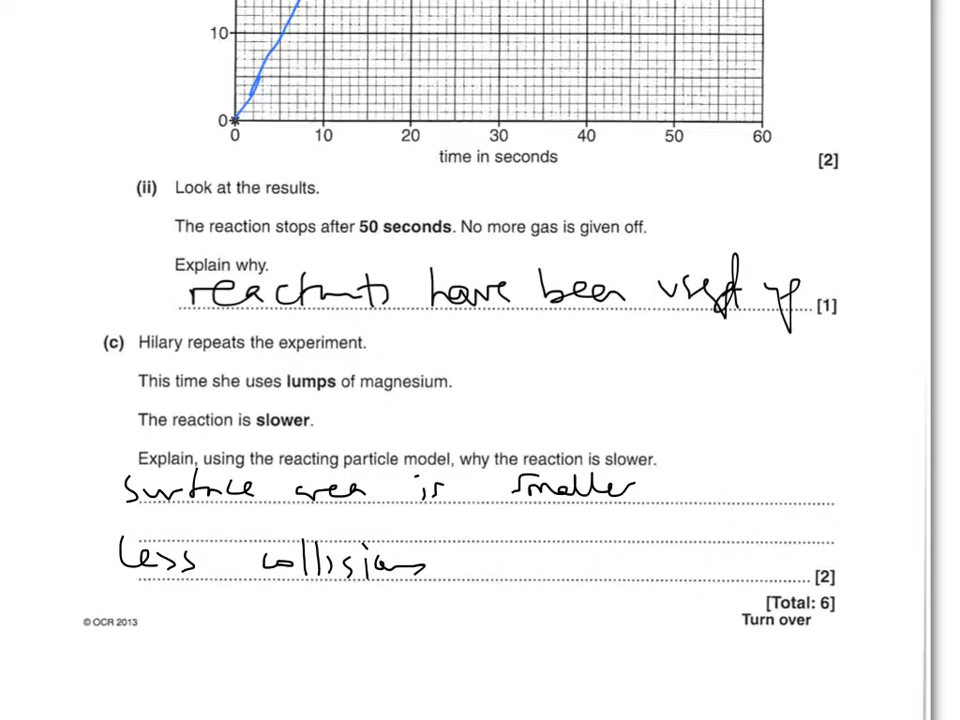 10
0
0 10 20 30 40 50 60
time in seconds
[2]
(ii) Look at the results.
The reaction stops after 50 seconds. No more gas is given off.
Explain why.
reactants have been used up
[1]
(c) Hilary repeats the experiment.
This time she uses lumps of magnesium.
The reaction is slower.
Explain, using the reacting particle model, why the reaction is slower.
surface area is smaller
less collisions
[2]
[Total: 6]
© OCR 2013
Turn over